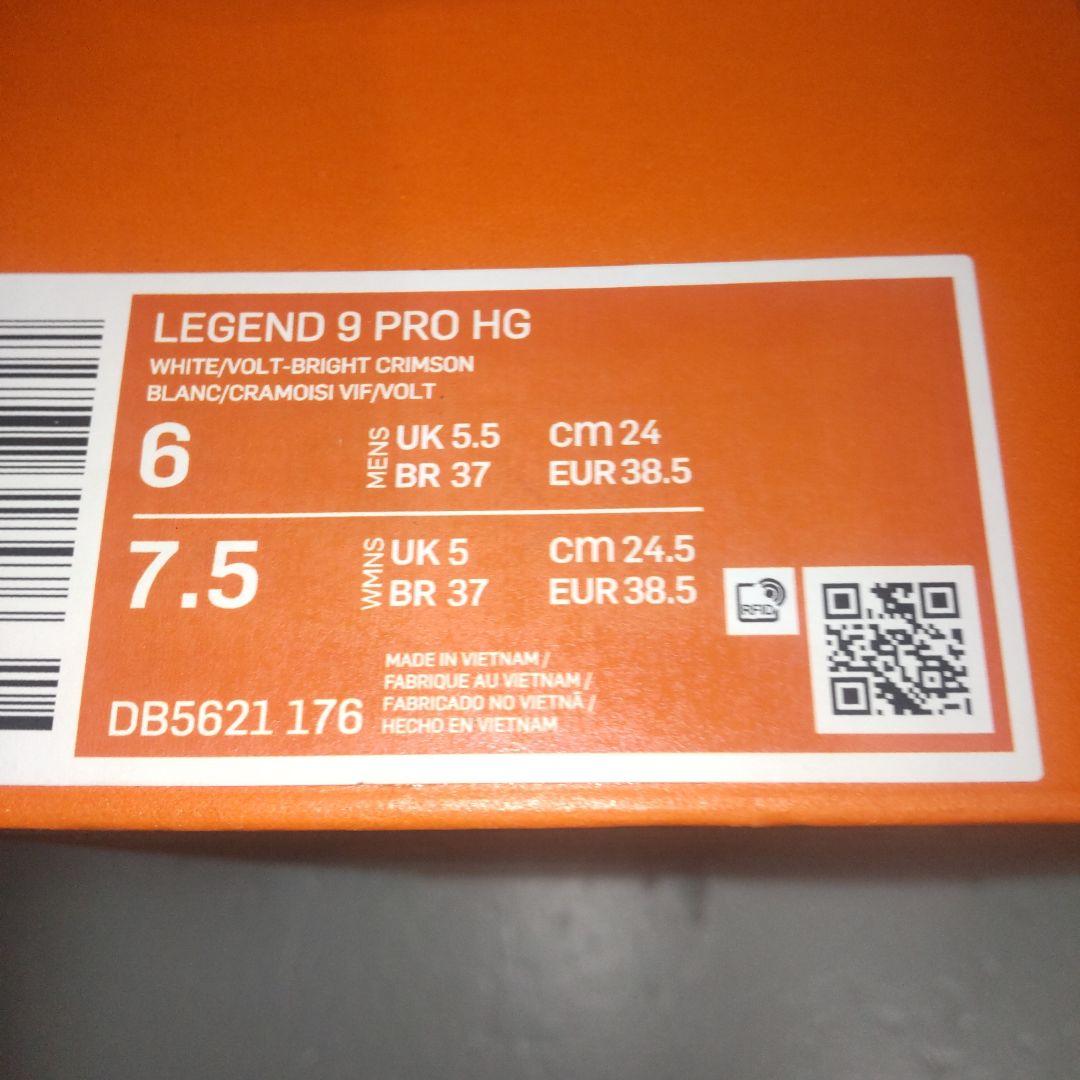 LEGEND 9 PRO HG
WHITE/VOLT-BRIGHT CRIMSON
BLANC/CRAMOISI VIF/VOLT
6 MENS UK 5.5 cm 24
BR 37 EUR 38.5
7.5 WMNS UK 5 cm 24.5
BR 37 EUR 38.5
RFID
MADE IN VIETNAM /
FABRIQUE AU VIETNAM /
FABRICADO NO VIETNÃ /
HECHO EN VIETNAM
DB5621 176